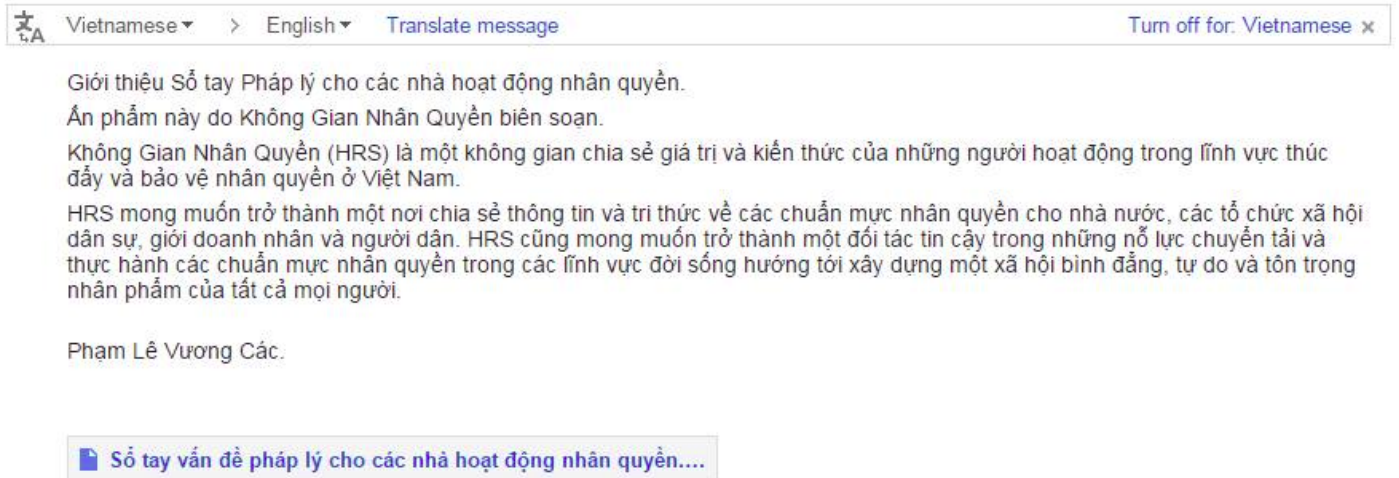 Vietnamese > English Translate message Turn off for: Vietnamese ×
Giới thiệu Sổ tay Pháp lý cho các nhà hoạt động nhân quyền.
Ấn phẩm này do Không Gian Nhân Quyền biên soạn.
Không Gian Nhân Quyền (HRS) là một không gian chia sẻ giá trị và kiến thức của những người hoạt động trong lĩnh vực thúc
đẩy và bảo vệ nhân quyền ở Việt Nam.
HRS mong muốn trở thành một nơi chia sẻ thông tin và tri thức về các chuẩn mực nhân quyền cho nhà nước, các tổ chức xã hội
dân sự, giới doanh nhân và người dân. HRS cũng mong muốn trở thành một đối tác tin cậy trong những nỗ lực chuyển tải và
thực hành các chuẩn mực nhân quyền trong các lĩnh vực đời sống hướng tới xây dựng một xã hội bình đẳng, tự do và tôn trọng
nhân phẩm của tất cả mọi người.
Phạm Lê Vương Các.
Sổ tay vấn đề pháp lý cho các nhà hoạt động nhân quyền....